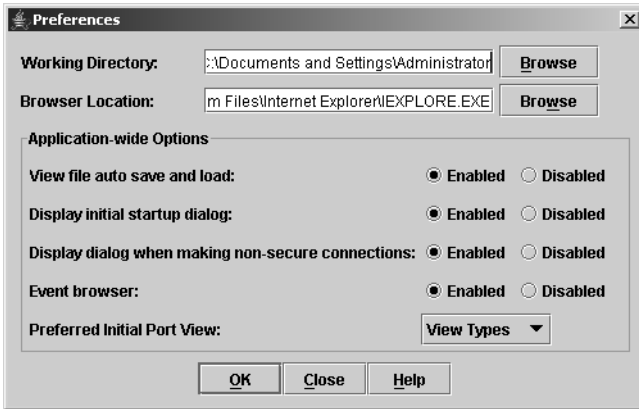 Preferences
Working Directory: :\Documents and Settings\Administrator Browse
Browser Location: m Files\Internet Explorer\IEXPLORE.EXE Browse
Application-wide Options
View file auto save and load: Enabled Disabled
Display initial startup dialog: Enabled Disabled
Display dialog when making non-secure connections: Enabled Disabled
Event browser: Enabled Disabled
Preferred Initial Port View: View Types
OK Close Help